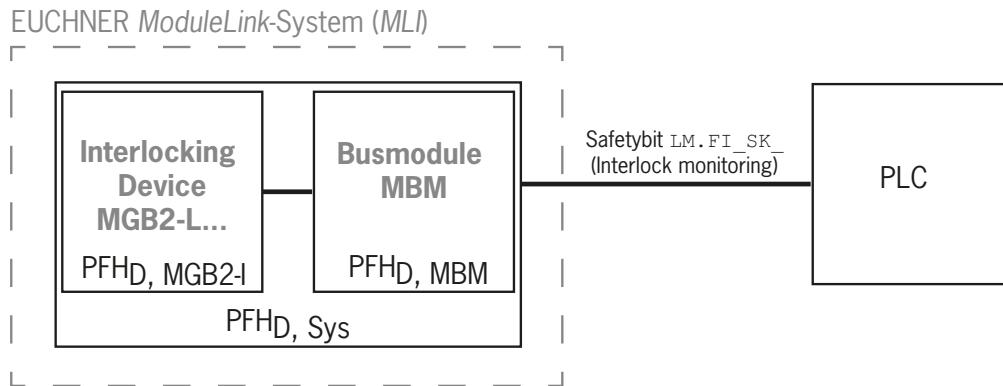 EUCHNER ModuleLink-System (MLI)
Interlocking
Device
MGB2-L...
PFHD, MGB2-I
Busmodule
MBM
PFHD, MBM
PFHD, Sys
Safetybit LM.FI_SK_
(Interlock monitoring)
PLC